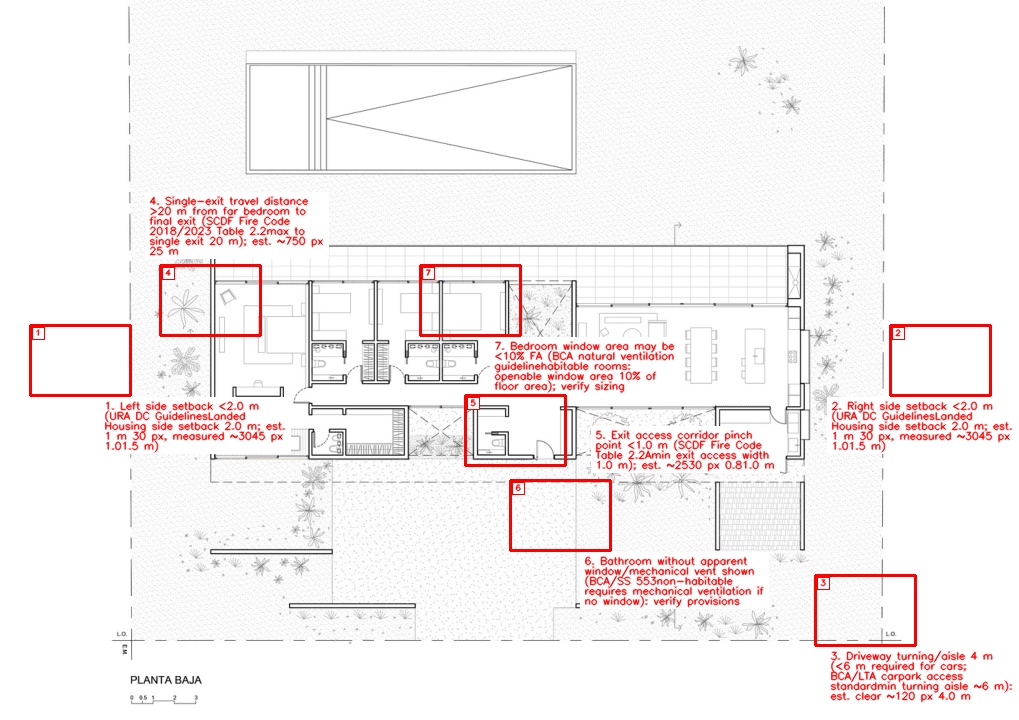 4. Single-exit travel distance
>20 m from far bedroom to
final exit (SCDF Fire Code
2018/2023 Table 2.2max to
single exit 20 m); est. ~750 px
25 m
4
7
1
2
7. Bedroom window area may be
<10% FA (BCA natural ventilation
guidelinehabitable rooms:
openable window area 10% of
floor area); verify sizing
5
1. Left side setback <2.0 m
(URA DC GuidelinesLanded
Housing side setback 2.0 m; est.
1 m 30 px, measured ~3045 px
1.01.5 m)
2. Right side setback <2.0 m
(URA DC GuidelinesLanded
Housing side setback 2.0 m; est.
1 m 30 px, measured ~3045 px
1.01.5 m)
5. Exit access corridor pinch
point <1.0 m (SCDF Fire Code
Table 2.2Amin exit access width
1.0 m); est. ~2530 px 0.81.0 m
6
6. Bathroom without apparent
window/mechanical vent shown
(BCA/SS 553non-habitable
requires mechanical ventilation if
no window): verify provisions
3
L.O.
L.O.
E.M.
3. Driveway turning/aisle 4 m
(<6 m required for cars;
BCA/LTA carpark access
standardmin turning aisle ~6 m):
est. clear ~120 px 4.0 m
PLANTA BAJA
0 0.5 1 2 3